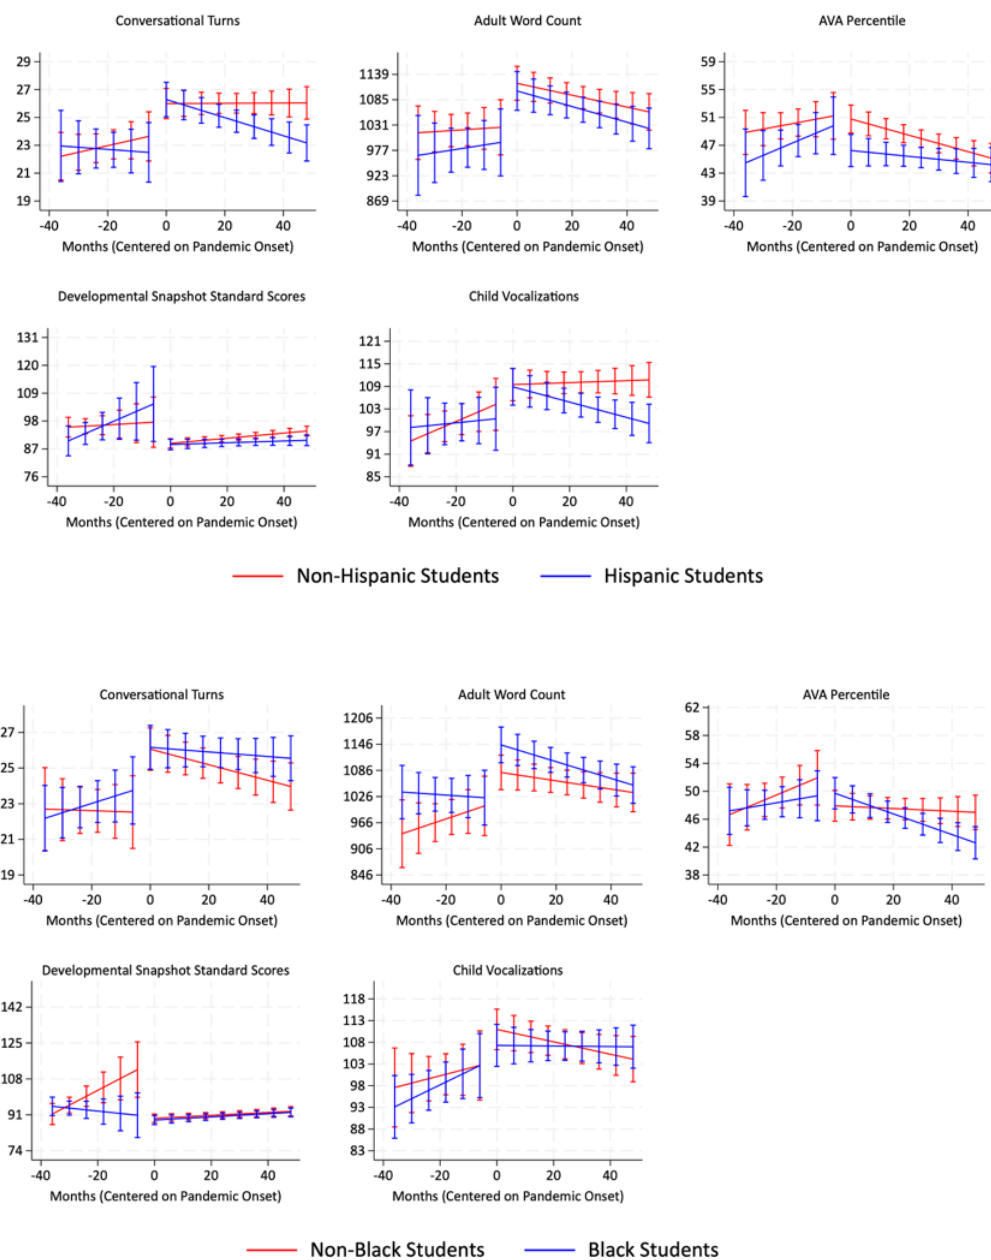 Conversational Turns
29
27
25
23
21
19
-40 -20 0 20 40
Months (Centered on Pandemic Onset)
Adult Word Count
1139
1085
1031
977
923
869
-40 -20 0 20 40
Months (Centered on Pandemic Onset)
AVA Percentile
59
55
51
47
43
39
-40 -20 0 20 40
Months (Centered on Pandemic Onset)
Developmental Snapshot Standard Scores
131
120
109
98
87
76
-40 -20 0 20 40
Months (Centered on Pandemic Onset)
Child Vocalizations
121
115
109
103
97
91
85
-40 -20 0 20 40
Months (Centered on Pandemic Onset)
Non-Hispanic Students Hispanic Students
Conversational Turns
27
25
23
21
19
-40 -20 0 20 40
Months (Centered on Pandemic Onset)
Adult Word Count
1206
1146
1086
1026
966
906
846
-40 -20 0 20 40
Months (Centered on Pandemic Onset)
AVA Percentile
62
58
54
50
46
42
38
-40 -20 0 20 40
Months (Centered on Pandemic Onset)
Developmental Snapshot Standard Scores
142
125
108
91
74
-40 -20 0 20 40
Months (Centered on Pandemic Onset)
Child Vocalizations
118
113
108
103
98
93
88
83
-40 -20 0 20 40
Months (Centered on Pandemic Onset)
Non-Black Students Black Students